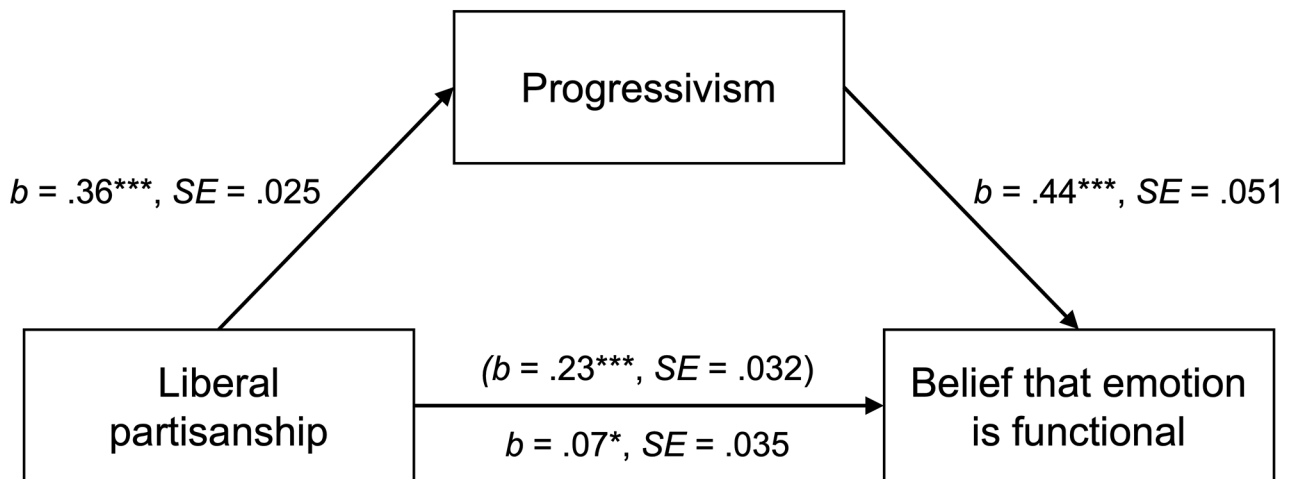 Progressivism
b = .36***, SE = .025
b = .44***, SE = .051
Liberal
partisanship
(b = .23***, SE = .032)
b = .07*, SE = .035
Belief that emotion
is functional